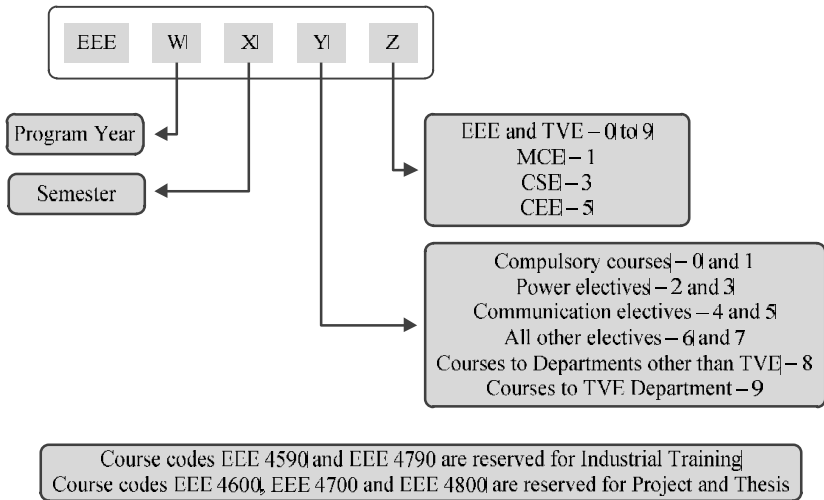 EEE W X Y Z
Program Year
Semester
EEE and TVE – 0 to 9
MCE – 1
CSE – 3
CEE – 5
Compulsory courses – 0 and 1
Power electives – 2 and 3
Communication electives – 4 and 5
All other electives – 6 and 7
Courses to Departments other than TVE – 8
Courses to TVE Department – 9
Course codes EEE 4590 and EEE 4790 are reserved for Industrial Training
Course codes EEE 4600, EEE 4700 and EEE 4800 are reserved for Project and Thesis